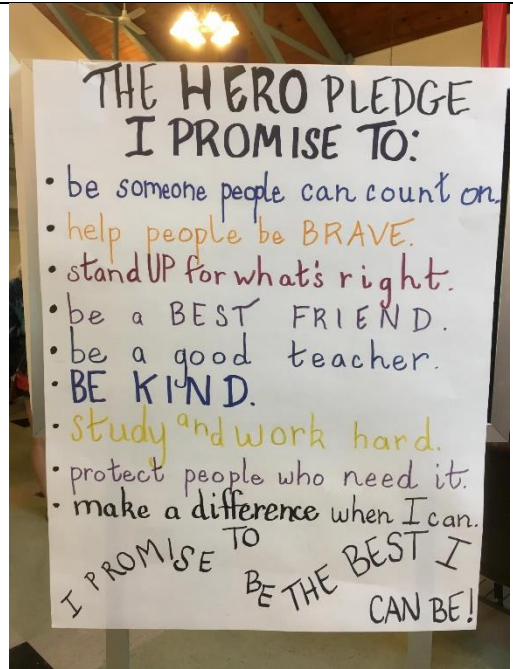 THE HERO PLEDGE
I PROMISE TO:
• be someone people can count on.
• help people be BRAVE.
• stand UP for what's right.
• be a BEST FRIEND.
• be a good teacher.
• BE KIND.
• study and work hard.
• protect people who need it.
• make a difference when I can.
I PROMISE TO
BE THE BEST I
CAN BE!